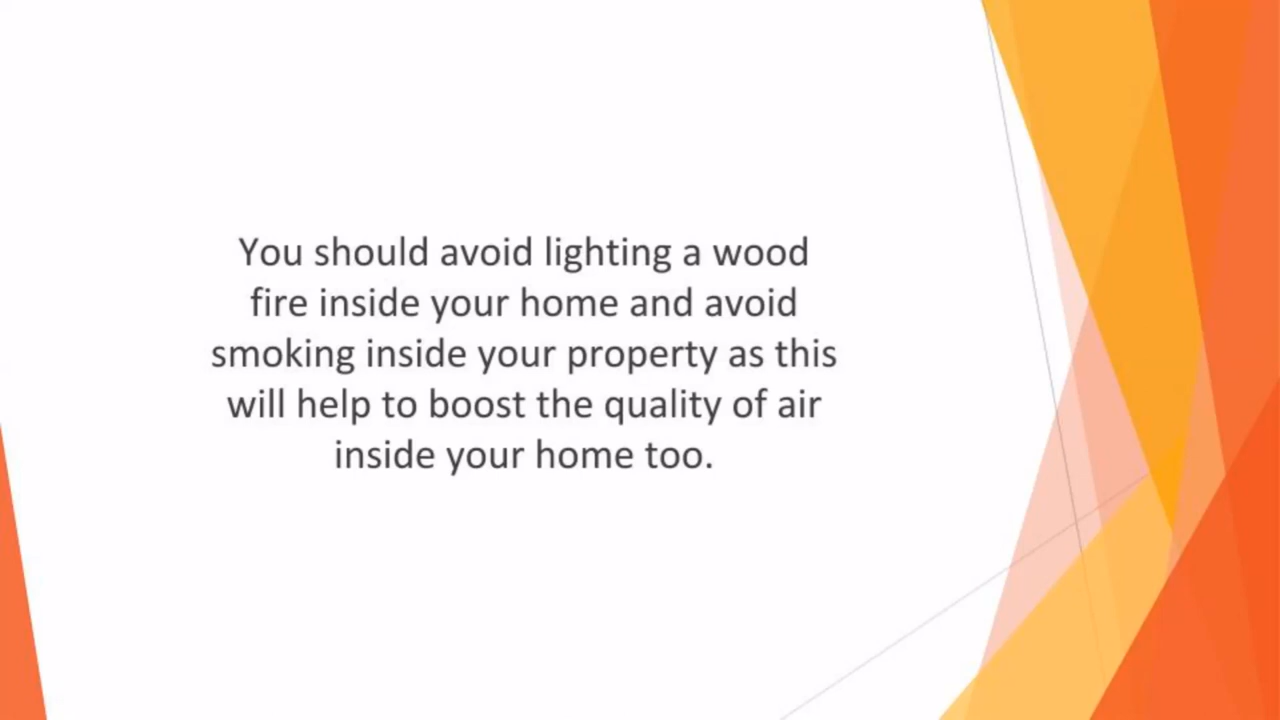 You should avoid lighting a wood
fire inside your home and avoid
smoking inside your property as this
will help to boost the quality of air
inside your home too.